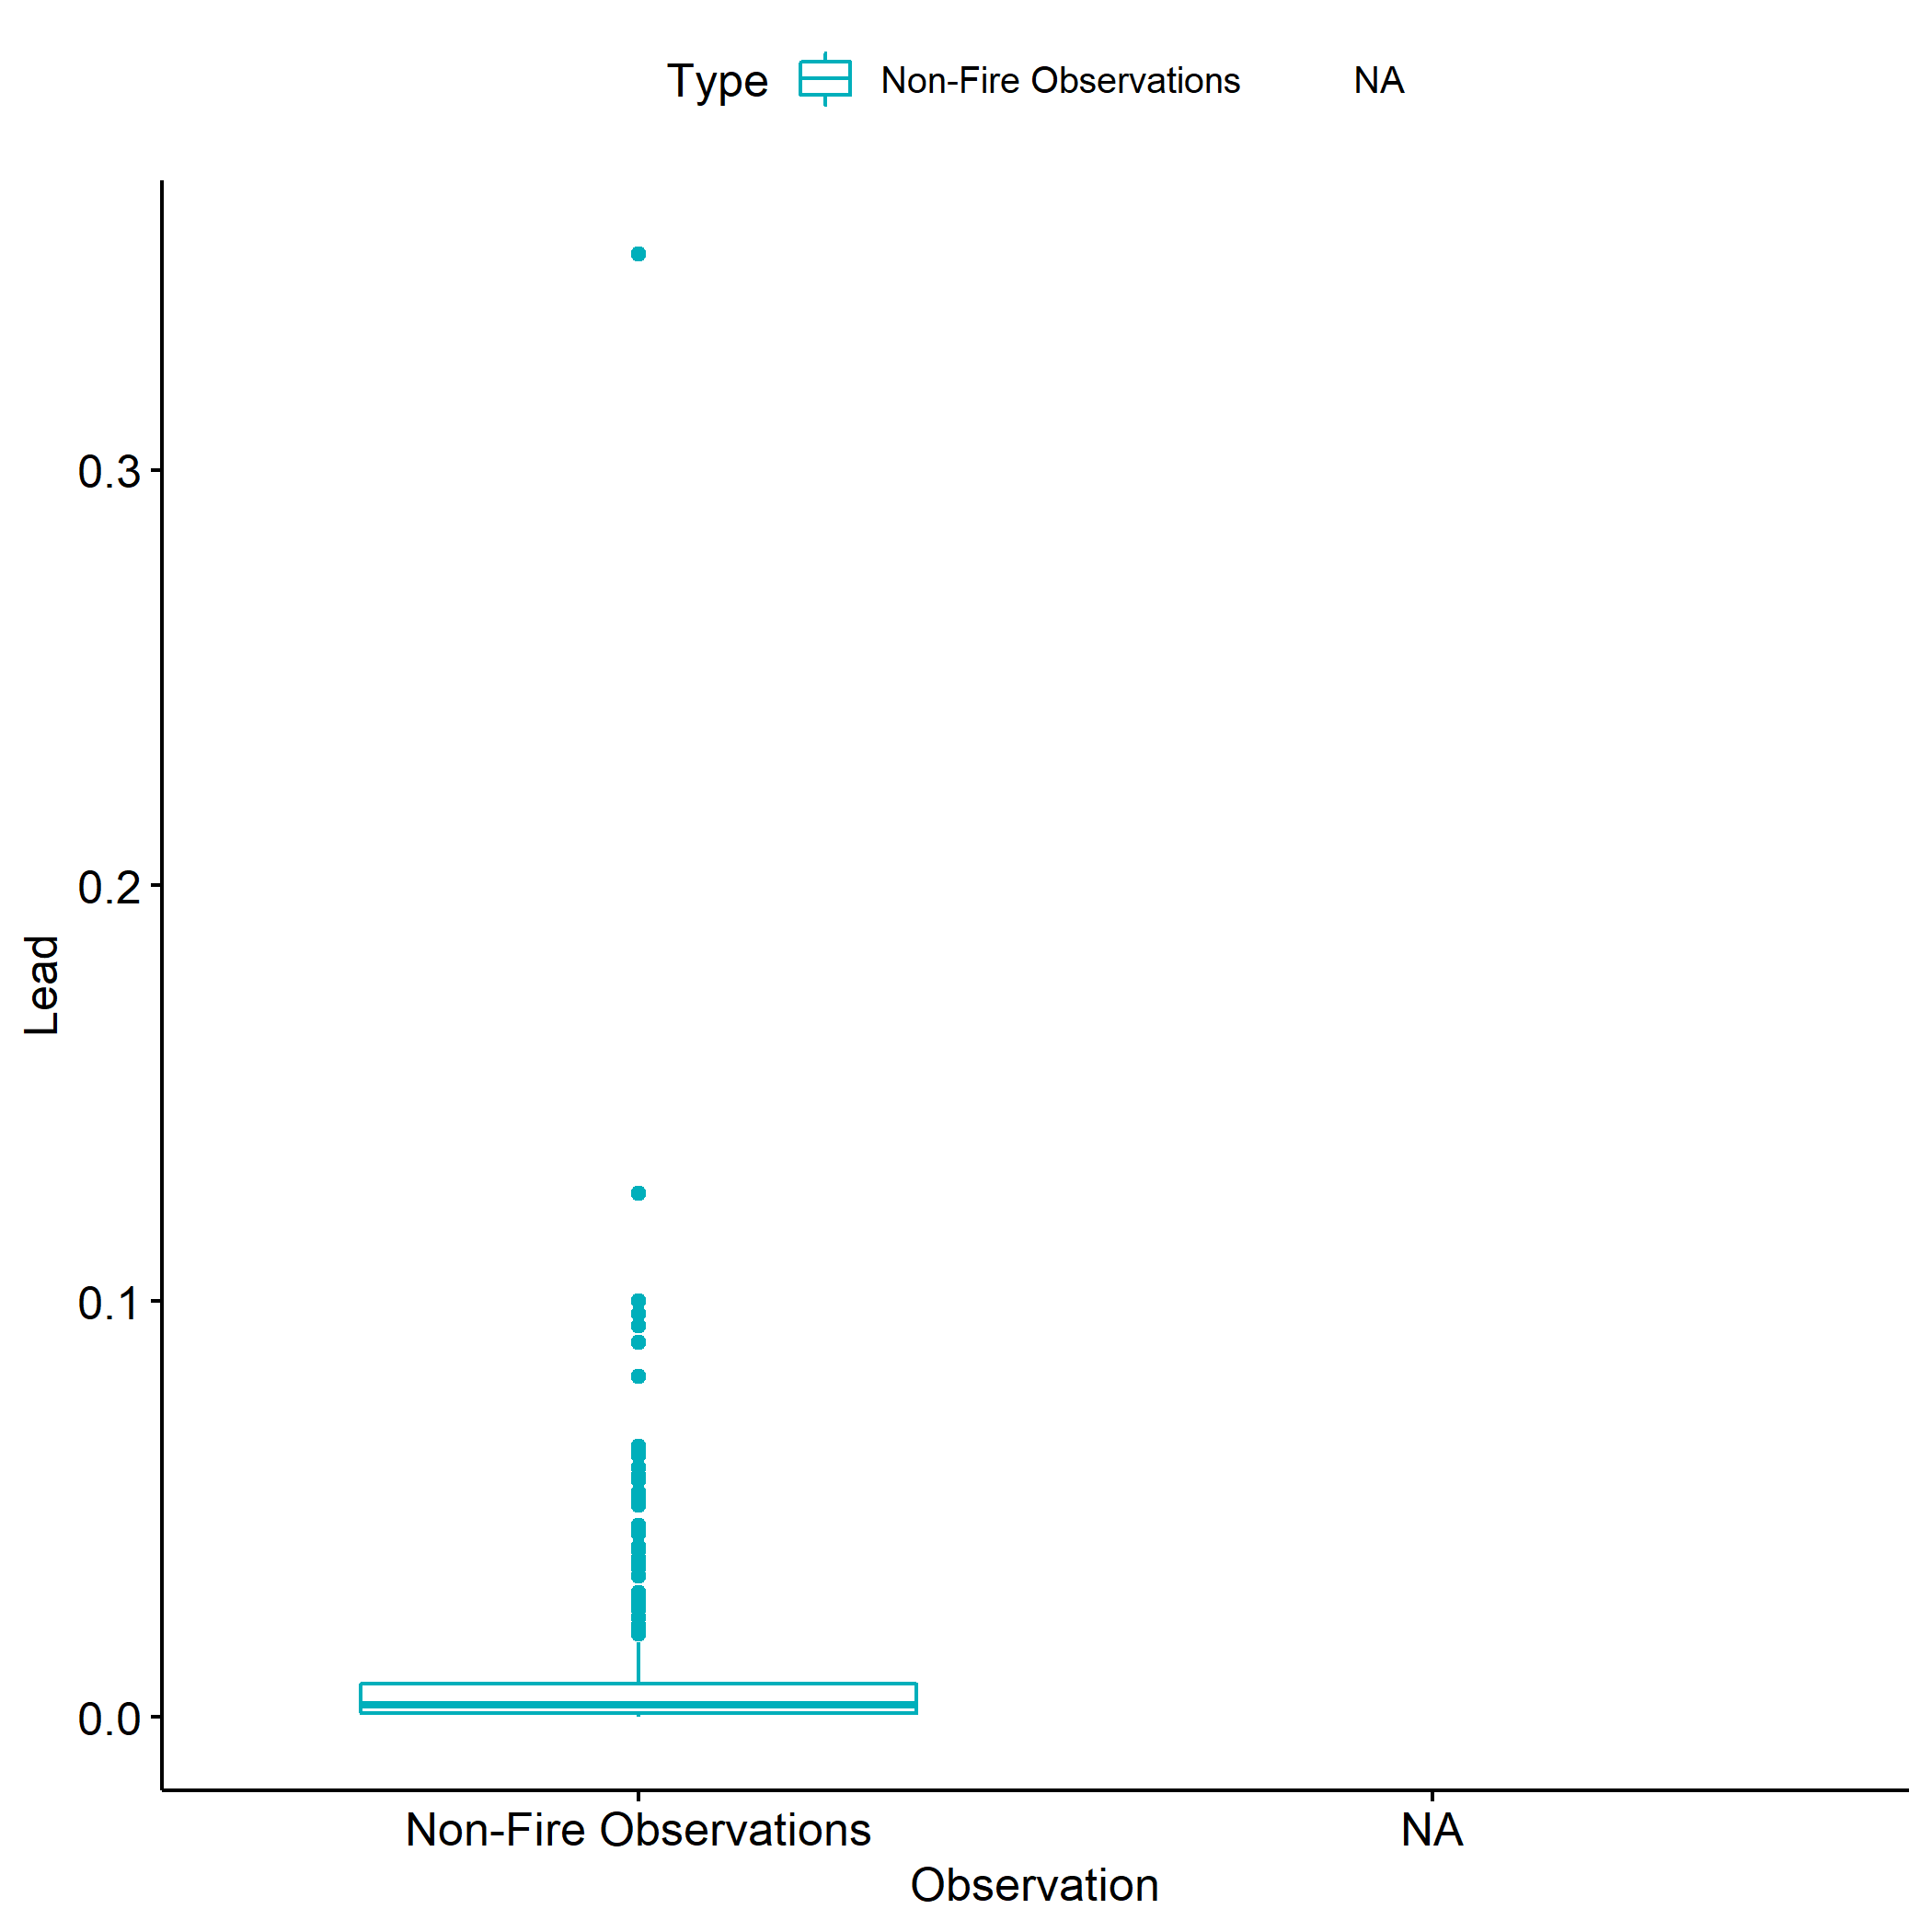 Type Non-Fire Observations NA
0.3
0.2
0.1
0.0
Lead
Non-Fire Observations NA
Observation